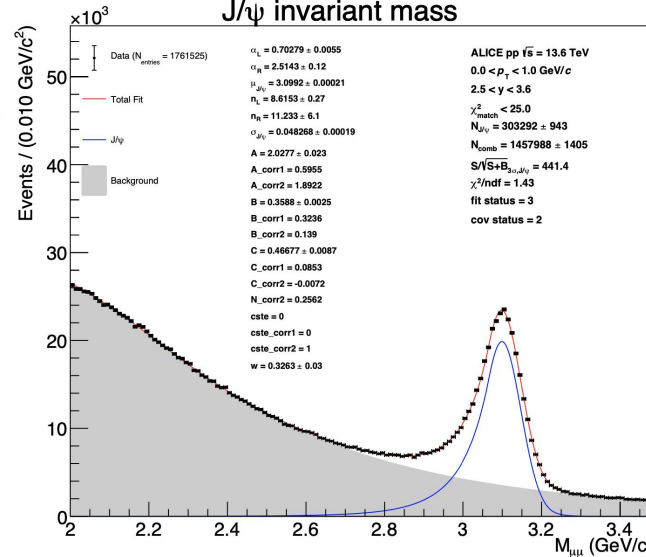 J/ψ invariant mass
×10³
Events / (0.010 GeV/c²)
50
40
30
20
10
0
Data (N_entries = 1761525)
Total Fit
J/ψ
Background
α_L = 0.70279 ± 0.0055
α_R = 2.5143 ± 0.12
μ_J/ψ = 3.0992 ± 0.00021
n_L = 8.6153 ± 0.27
n_R = 11.233 ± 6.1
σ_J/ψ = 0.048268 ± 0.00019
A = 2.0277 ± 0.023
A_corr1 = 0.5955
A_corr2 = 1.8922
B = 0.3588 ± 0.0025
B_corr1 = 0.3236
B_corr2 = 0.139
C = 0.46677 ± 0.0087
C_corr1 = 0.0853
C_corr2 = -0.0072
N_corr2 = 0.2562
cste = 0
cste_corr1 = 0
cste_corr2 = 1
w = 0.3263 ± 0.03
ALICE pp √s = 13.6 TeV
0.0 < p_T < 1.0 GeV/c
2.5 < y < 3.6
χ²_match < 25.0
N_J/ψ = 303292 ± 943
N_comb = 1457988 ± 1405
S/√S+B_3σ,J/ψ = 441.4
χ²/ndf = 1.43
fit status = 3
cov status = 2
2 2.2 2.4 2.6 2.8 3 3.2 3.4
M_μμ (GeV/c